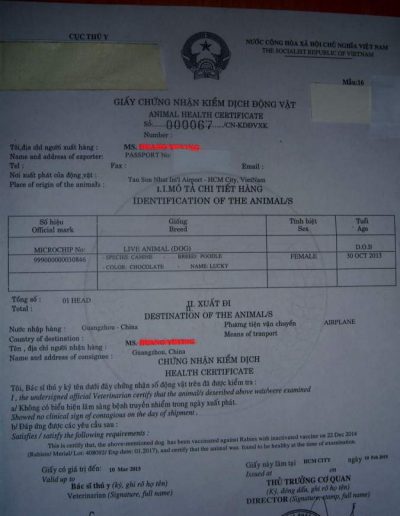 CỤC THÚ Y
NƯỚC CỘNG HÒA XÃ HỘI CHỦ NGHĨA VIỆT NAM
THE SOCIALIST REPUBLIC OF VIETNAM
Mẫu:16
GIẤY CHỨNG NHẬN KIỂM DỊCH ĐỘNG VẬT
ANIMAL HEALTH CERTIFICATE
Số: 000067 /CN-KDĐVXK
Number :
Tôi,địa chỉ người xuất hàng : MS.
Name and address of exporter: PASSPORT No:
Tel : Fax : Email :
Nơi xuất phát của động vật :
Place of origin of the animals: Tan Son Nhat Int'l Airport - HCM City, VietNam
I.MÔ TẢ CHI TIẾT HÀNG
IDENTIFICATION OF THE ANIMAL/S
Số hiệu Giống Tính biệt Tuổi
Official mark Breed Sex Age
MICROCHIP No: LIVE ANIMAL (DOG) D.O.B
999000000030846 - SPECIES: CANINE - BREED: POODLE FEMALE 30 OCT 2013
- COLOR: CHOCOLATE - NAME: LUCKY
Tổng số : 01 HEAD
Total :
II. XUẤT ĐI
DESTINATION OF THE ANIMAL/S
Nước nhập hàng : Guangzhou - China Phương tiện vận chuyển AIRPLANE
Country of destination: Means of tranport
Tên , địa chỉ người nhận hàng : MS.
Name and address of consignee : Guangzhou, China
CHỨNG NHẬN KIỂM DỊCH
HEALTH CERTIFICATE
Tôi, Bác sĩ thú y ký tên dưới đây chứng nhận số động vật trên đã được kiểm tra :
I , the undersigned official Veterinary certify that the animal/s described above was/were examined
a/ Không có biểu hiện lâm sàng bệnh truyền nhiễm trong ngày xuất phát.
Showed no clinical sign of contagious on the day of shipment .
b/ Đáp ứng được các yêu cầu sau :
Satisfies / satisfy the following requirements :
This is certify that, the above-mentioned dog, has been vaccinated against Rabies with inactivated vaccine on 22 Dec 2014
and certify that the animal was found to be healthy at the time of examination.
Giấy có giá trị đến: 10 Mar 2015 Giấy này làm tại HCM CITY 10 Feb 2015
Valid up to Issued at on
Bác sĩ thú y (ký, ghi rõ họ tên) THỦ TRƯỞNG CƠ QUAN
Veterinarian (Signature, full name) (Ký, đóng dấu, ghi rõ họ tên)
DIRECTOR (Signature, stamp, full name)